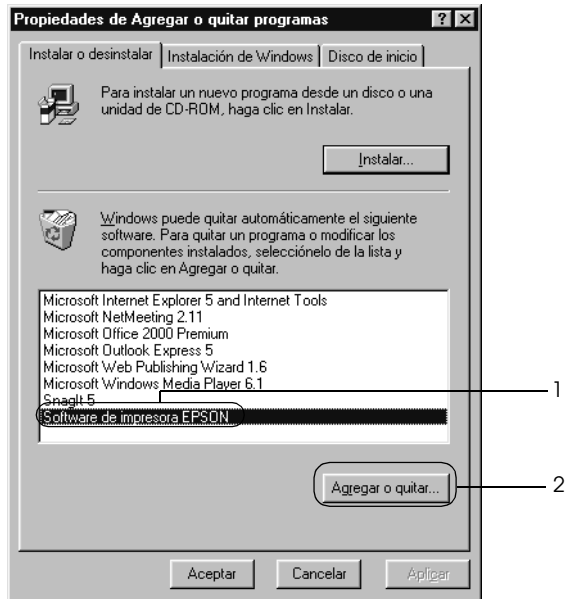 Propiedades de Agregar o quitar programas
Instalar o desinstalar Instalación de Windows Disco de inicio
Para instalar un nuevo programa desde un disco o una
unidad de CD-ROM, haga clic en Instalar.
Instalar...
Windows puede quitar automáticamente el siguiente
software. Para quitar un programa o modificar los
componentes instalados, selecciónelo de la lista y
haga clic en Agregar o quitar.
Microsoft Internet Explorer 5 and Internet Tools
Microsoft NetMeeting 2.11
Microsoft Office 2000 Premium
Microsoft Outlook Express 5
Microsoft Web Publishing Wizard 1.6
Microsoft Windows Media Player 6.1
SnagIt 5
1
Software de impresora EPSON
Agregar o quitar...
2
Aceptar Cancelar Aplicar